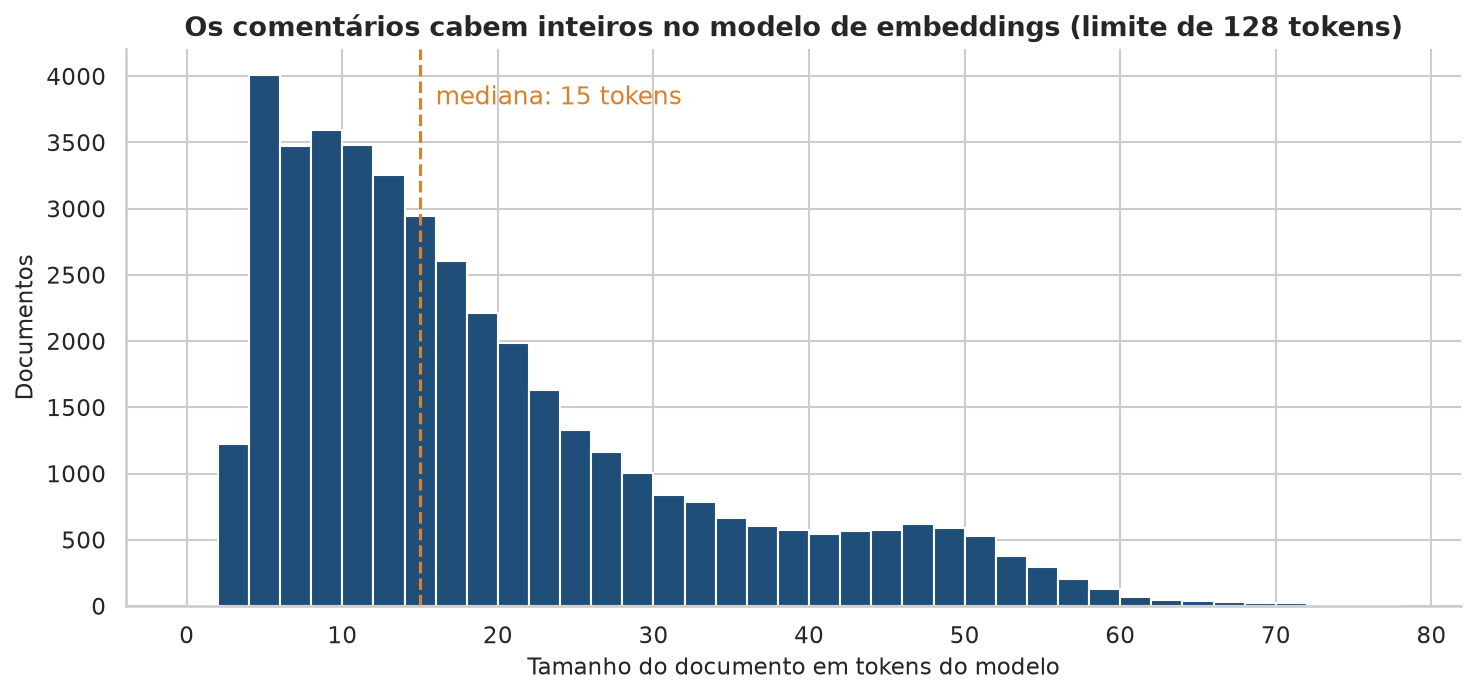 Os comentários cabem inteiros no modelo de embeddings (limite de 128 tokens)
mediana: 15 tokens
Documentos
4000
3500
3000
2500
2000
1500
1000
500
0
0 10 20 30 40 50 60 70 80
Tamanho do documento em tokens do modelo